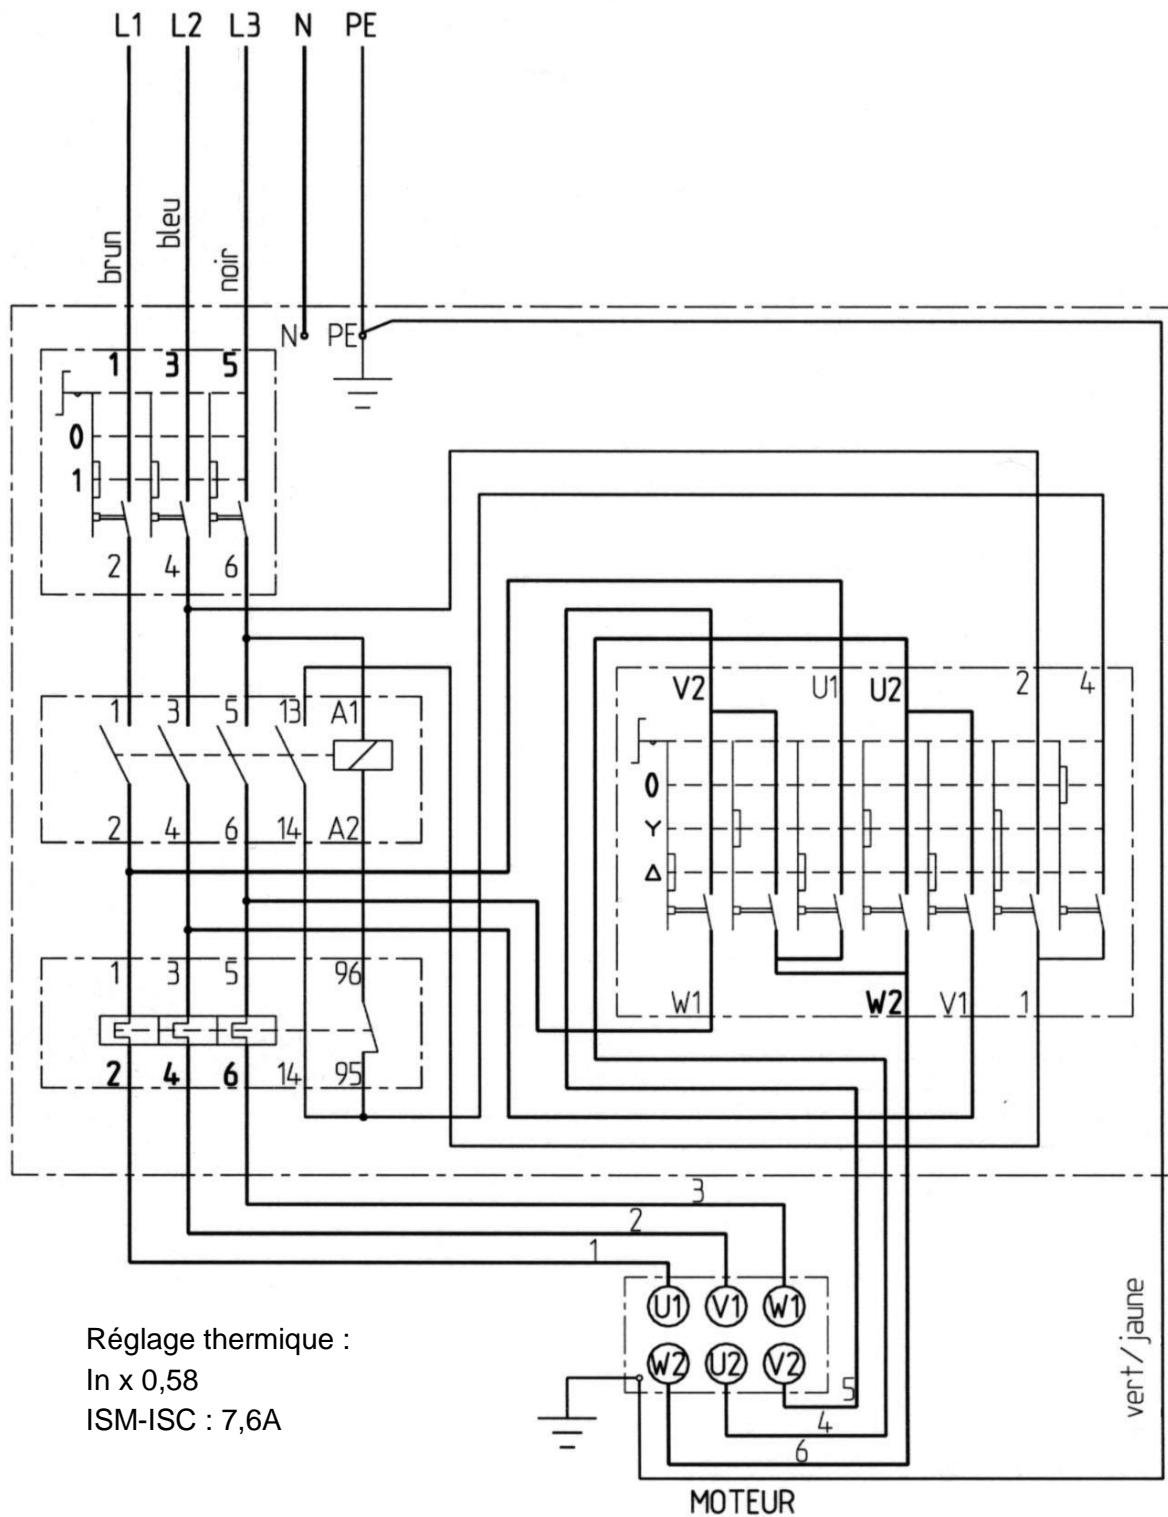 L1 L2 L3 N PE
brun
bleu
noir
N PE
1 3 5
0
1
2 4 6
V2 U1 U2 2 4
1 3 5 13 A1
0
Y
2 4 6 14 A2
Δ
1 3 5 96
W1 W2 V1 1
2 4 6 14 95
3
2
1
U1 V1 W1
W2 U2 V2
5
4
6
vert/jaune
Réglage thermique :
In x 0,58
ISM-ISC : 7,6A
MOTEUR